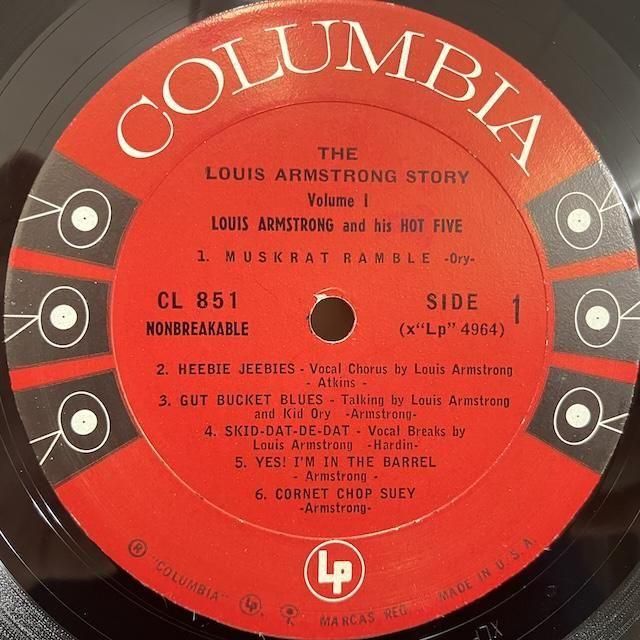 COLUMBIA
THE
LOUIS ARMSTRONG STORY
Volume I
LOUIS ARMSTRONG and his HOT FIVE
1. MUSKRAT RAMBLE -Ory-
CL 851
NONBREAKABLE
SIDE 1
(x"Lp" 4964)
2. HEEBIE JEEBIES - Vocal Chorus by Louis Armstrong
- Atkins -
3. GUT BUCKET BLUES - Talking by Louis Armstrong
and Kid Ory -Armstrong-
4. SKID-DAT-DE-DAT - Vocal Breaks by
Louis Armstrong -Hardin-
5. YES! I'M IN THE BARREL
- Armstrong -
6. CORNET CHOP SUEY
-Armstrong-
Lp
® "COLUMBIA" Lp, MARCAS REG. MADE IN U.S.A.